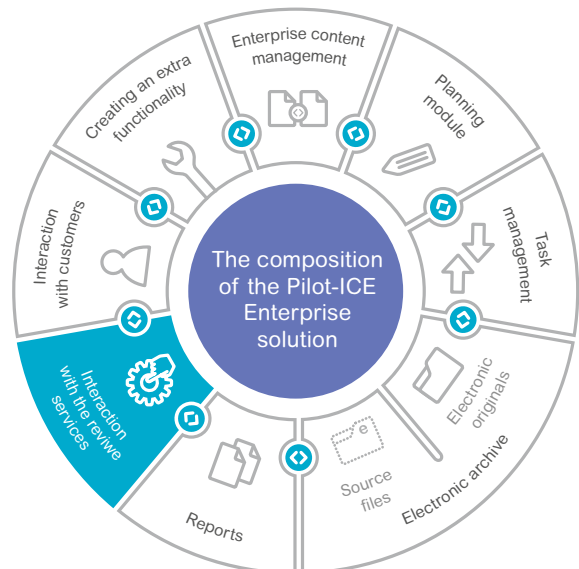 Enterprise content
management
Planning
module
Task
management
Electronic
originals
Electronic archive
e
Source
files
Reports
Interaction
with the reviwe
services
Interaction
with customers
Creating an extra
functionality
The composition
of the Pilot-ICE
Enterprise
solution